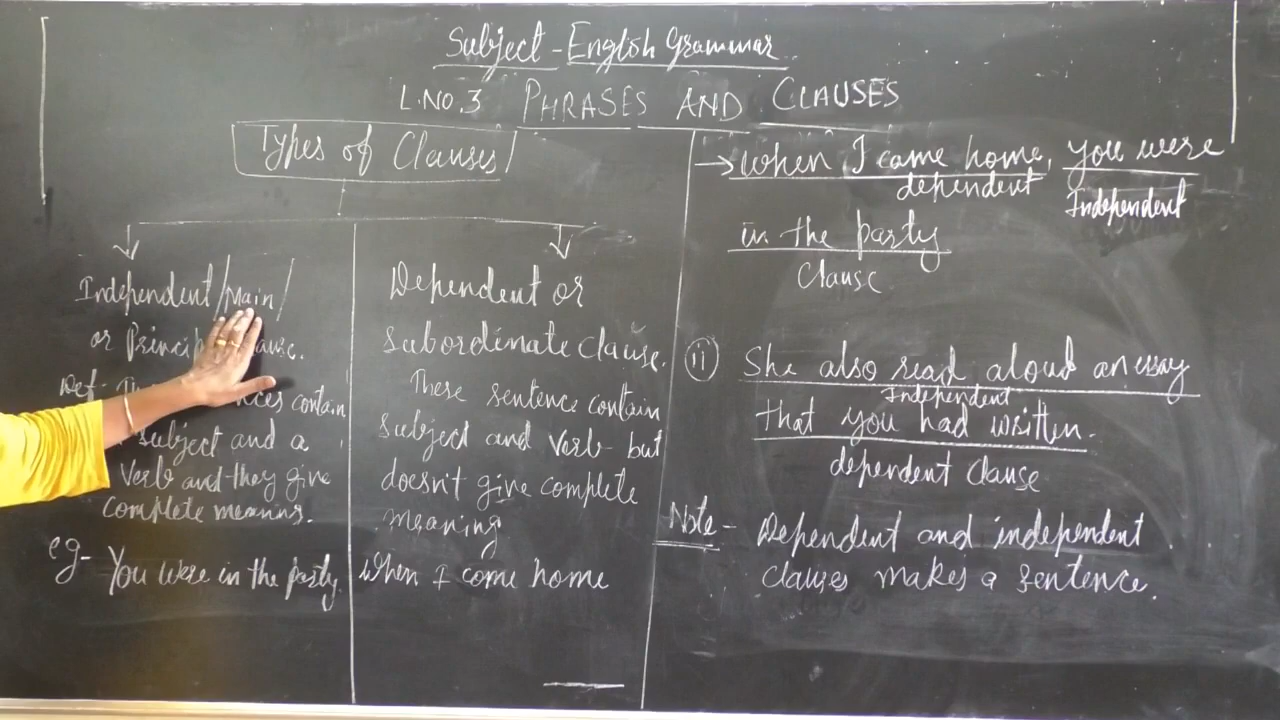 Subject - English Grammar
L.NO.3 PHRASES AND CLAUSES
Types of Clauses
Independent/Main/
or Princip ause.
Def- ces contain
subject and a
verb and they give
complete meaning.
eg- You were in the party.
Dependent or
subordinate clause.
These sentence contain
subject and verb but
doesn't give complete
meaning
When I come home
→ When I came home, you were
dependent Independent
in the party
Clause
(ii) She also read aloud an essay
Independent
that you had written.
dependent clause
Note - Dependent and independent
clauses makes a sentence.